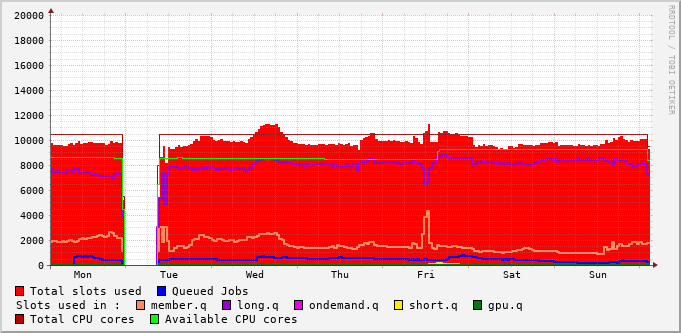 20000
18000
16000
14000
12000
10000
8000
6000
4000
2000
0
Mon Tue Wed Thu Fri Sat Sun
Total slots used Queued Jobs
Slots used in : member.q long.q ondemand.q short.q gpu.q
Total CPU cores Available CPU cores
RRDTOOL / TOBI OETIKER